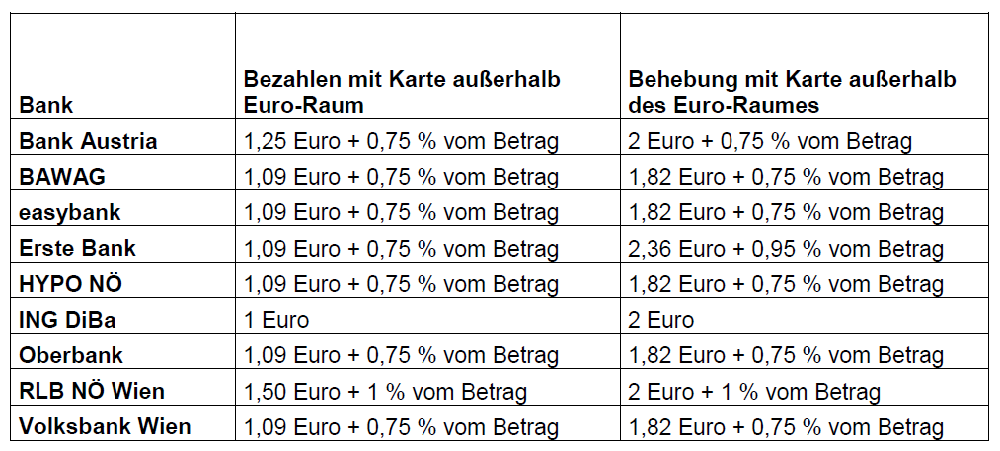 Bank
Bezahlen mit Karte außerhalb
Euro-Raum
Behebung mit Karte außerhalb
des Euro-Raumes
Bank Austria 1,25 Euro + 0,75 % vom Betrag 2 Euro + 0,75 % vom Betrag
BAWAG 1,09 Euro + 0,75 % vom Betrag 1,82 Euro + 0,75 % vom Betrag
easybank 1,09 Euro + 0,75 % vom Betrag 1,82 Euro + 0,75 % vom Betrag
Erste Bank 1,09 Euro + 0,75 % vom Betrag 2,36 Euro + 0,95 % vom Betrag
HYPO NÖ 1,09 Euro + 0,75 % vom Betrag 1,82 Euro + 0,75 % vom Betrag
ING DiBa 1 Euro 2 Euro
Oberbank 1,09 Euro + 0,75 % vom Betrag 1,82 Euro + 0,75 % vom Betrag
RLB NÖ Wien 1,50 Euro + 1 % vom Betrag 2 Euro + 1 % vom Betrag
Volksbank Wien 1,09 Euro + 0,75 % vom Betrag 1,82 Euro + 0,75 % vom Betrag